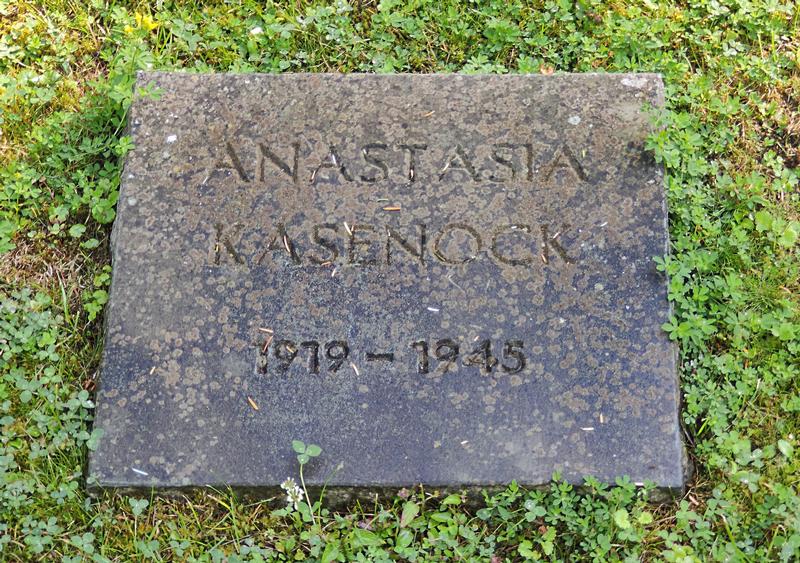 ANASTASIA
KASENOCK
1919 – 1945